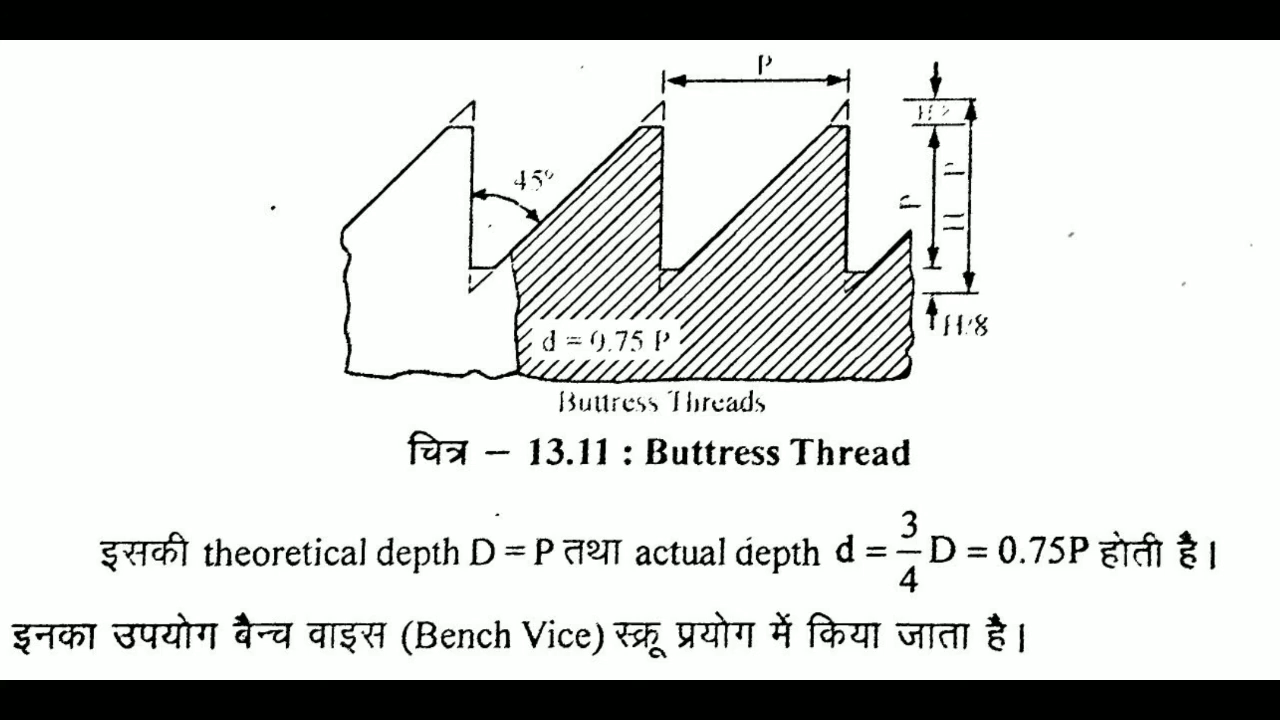 P
45°
P
H P
H/8
d = 0.75 P
Buttress Threads
चित्र – 13.11 : Buttress Thread
इसकी theoretical depth D = P तथा actual depth d = 3/4 D = 0.75P होती है।
इनका उपयोग बैन्च वाइस (Bench Vice) स्क्रू प्रयोग में किया जाता है।